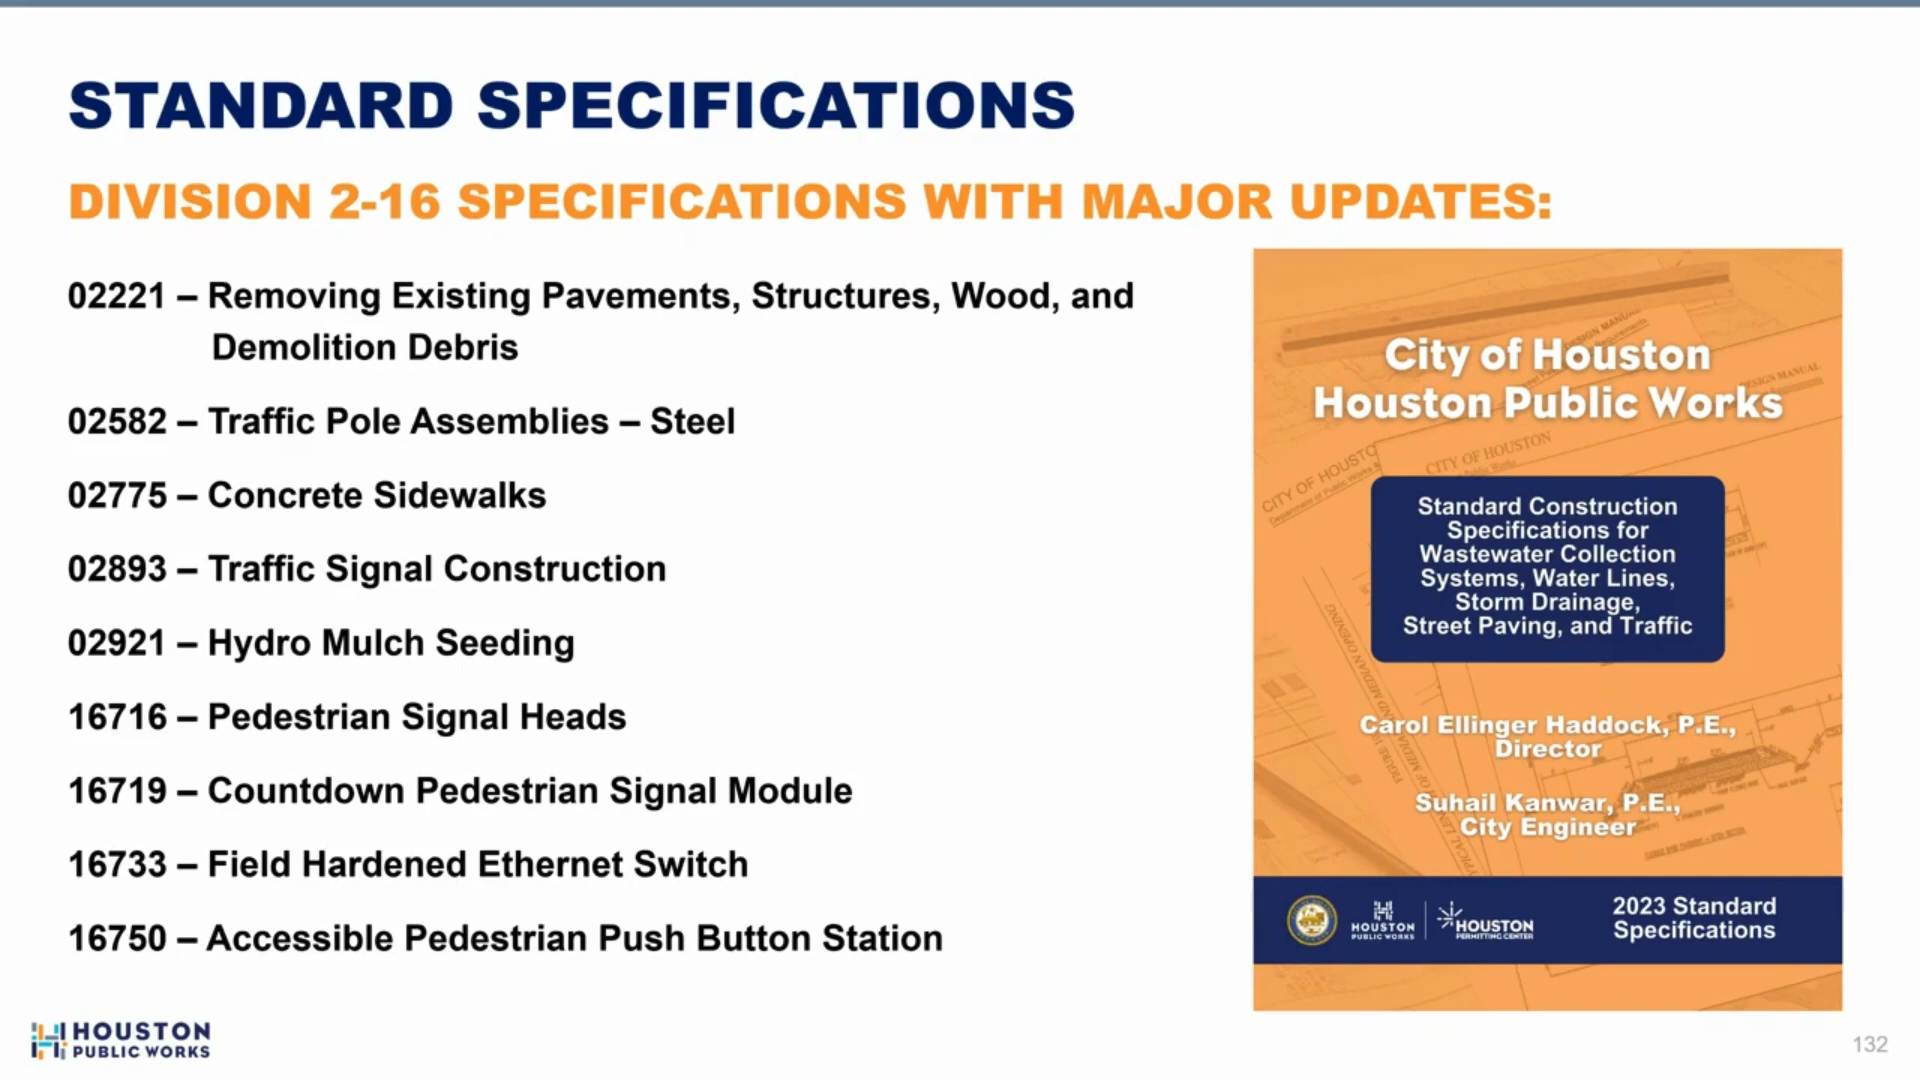 STANDARD SPECIFICATIONS
DIVISION 2-16 SPECIFICATIONS WITH MAJOR UPDATES:
02221 – Removing Existing Pavements, Structures, Wood, and
Demolition Debris
02582 – Traffic Pole Assemblies – Steel
02775 – Concrete Sidewalks
02893 – Traffic Signal Construction
02921 – Hydro Mulch Seeding
16716 – Pedestrian Signal Heads
16719 – Countdown Pedestrian Signal Module
16733 – Field Hardened Ethernet Switch
16750 – Accessible Pedestrian Push Button Station
City of Houston
Houston Public Works
DESIGN MANUAL
CITY OF HOUSTON
Standard Construction
Specifications for
Wastewater Collection
Systems, Water Lines,
Storm Drainage,
Street Paving, and Traffic
Carol Ellinger Haddock, P.E.,
Director
Suhail Kanwar, P.E.,
City Engineer
HOUSTON
PUBLIC WORKS
HOUSTON
PERMITTING CENTER
2023 Standard
Specifications
HOUSTON
PUBLIC WORKS
132